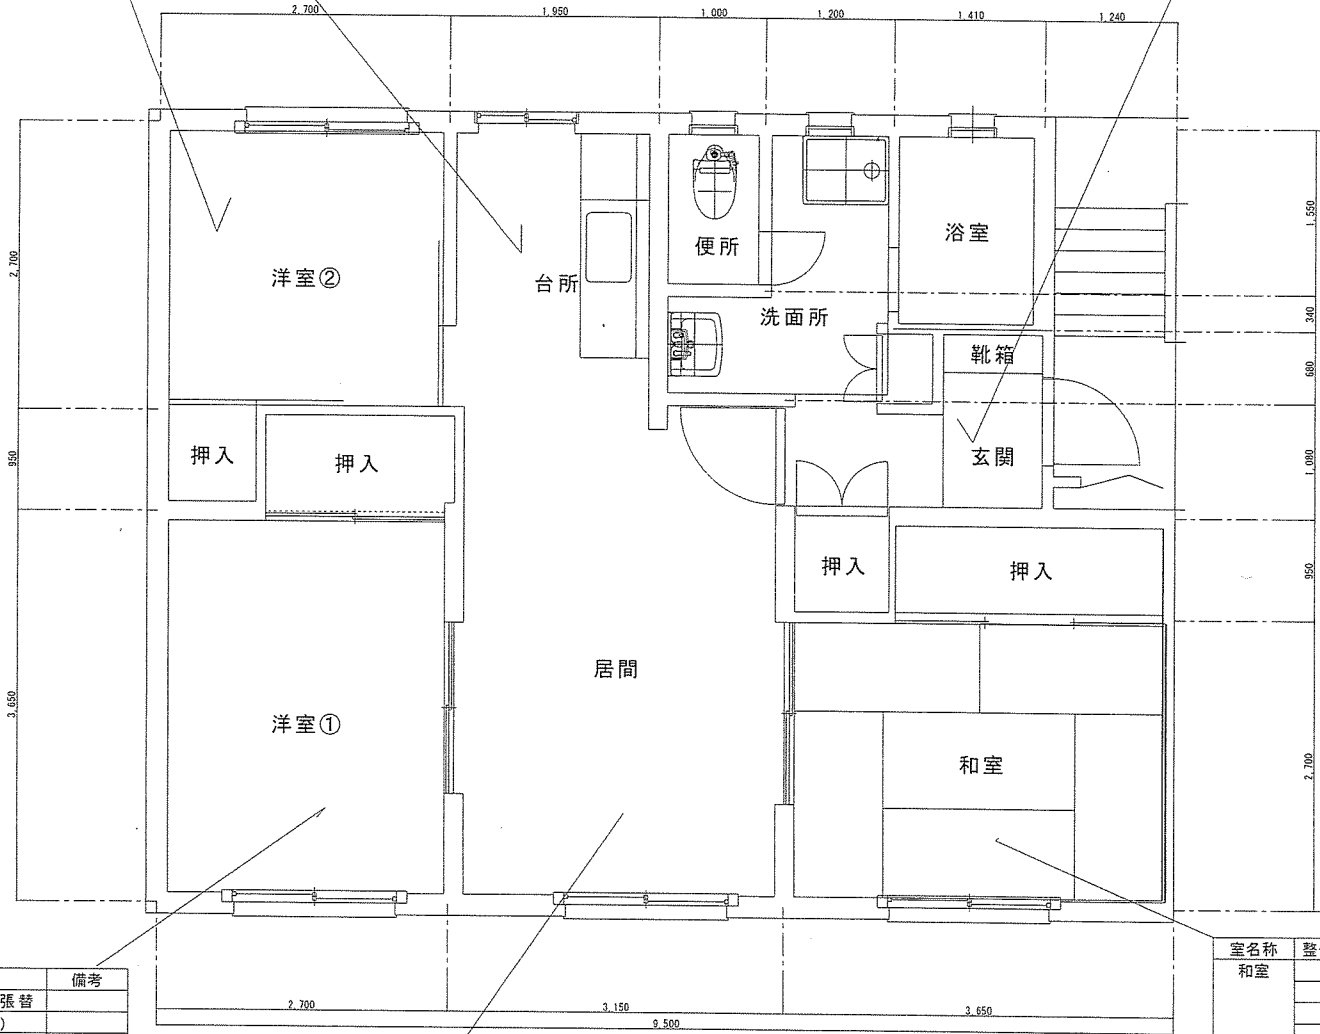 2,700
1,950
1,000
1,200
1,410
1,240
2,700
950
3,650
1,550
340
680
1,080
950
2,700
洋室②
台所
便所
浴室
洗面所
靴箱
玄関
押入
押入
押入
押入
居間
洋室①
和室
備考
張替
)
室名称
整
和室
2,700
3,150
3,650
9,500